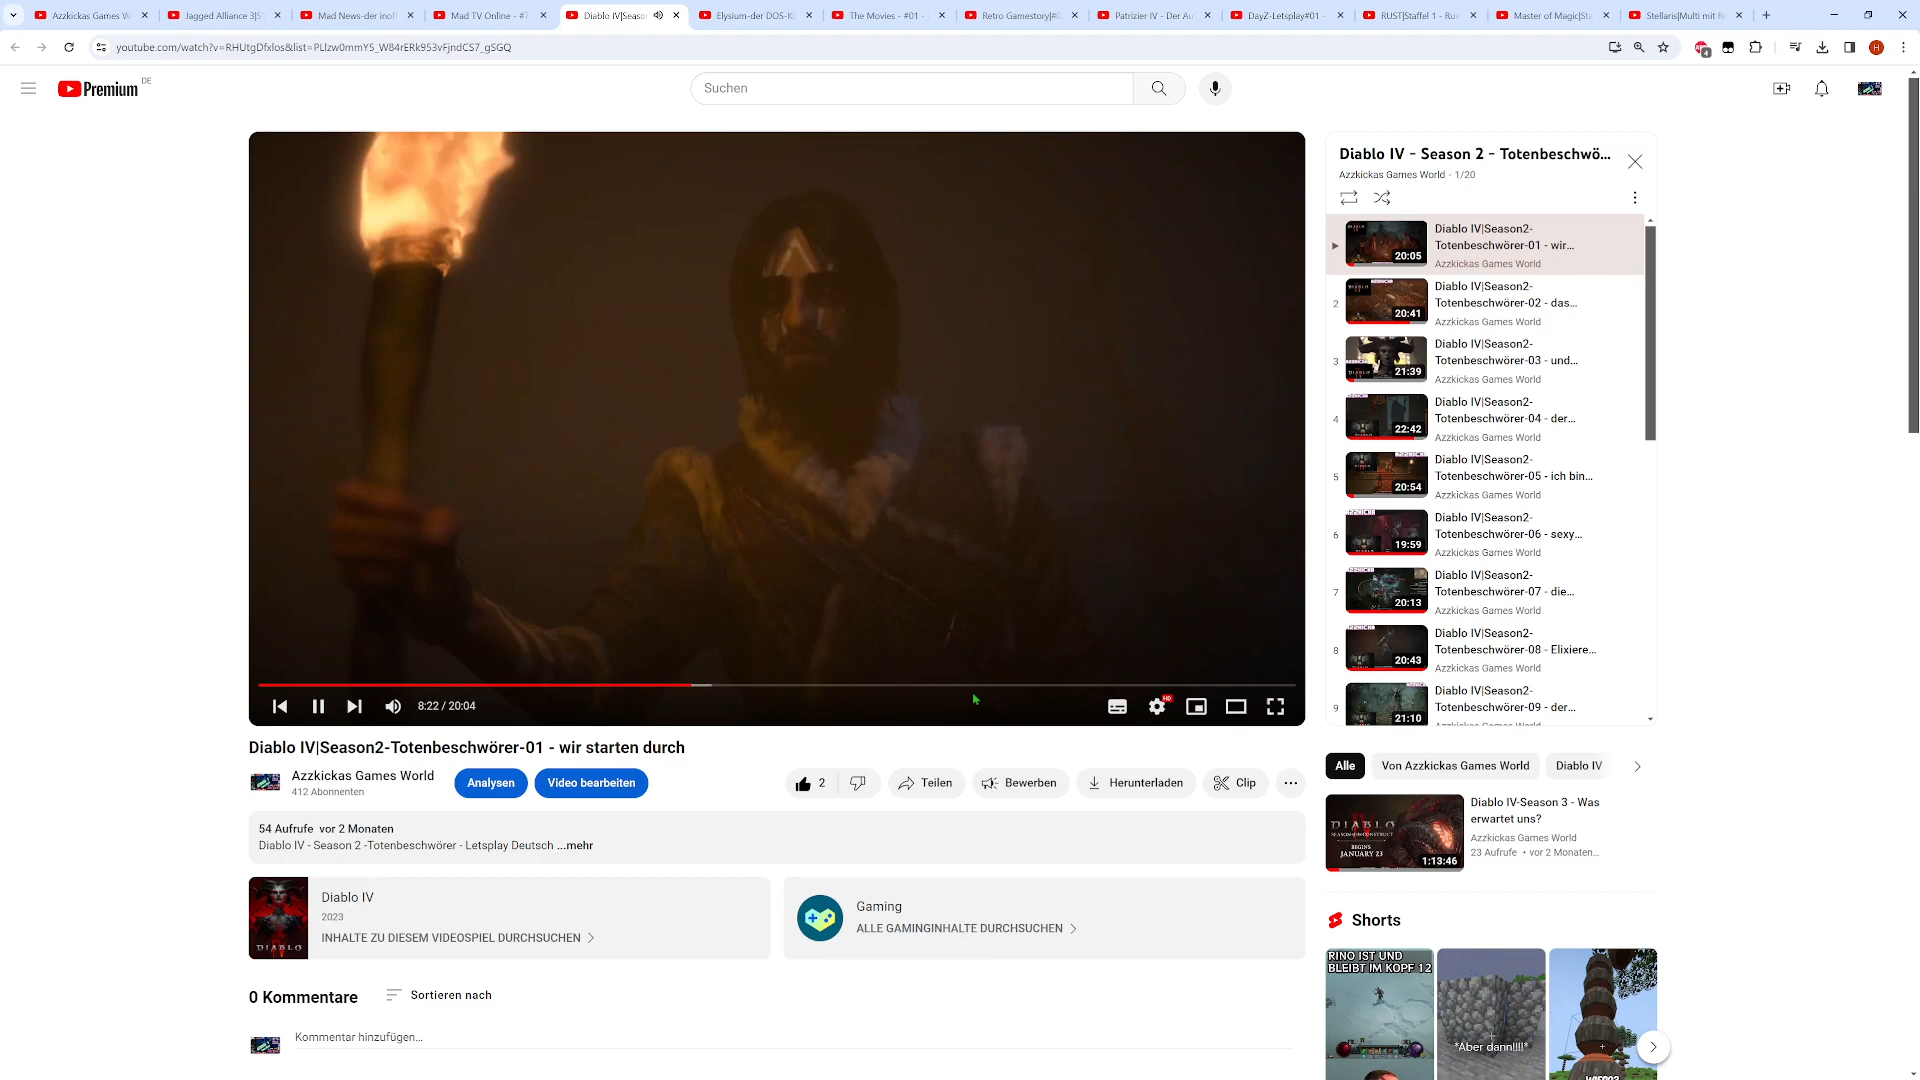 Azzkickas Games W
Jagged Alliance 3|S
Mad News-der inof
Mad TV Online - #7
Diablo IV|Seaso
Elysium-der DOS-K
The Movies - #01 -
Retro Gamestory|#0
Patrizier IV - Der Au
DayZ-Letsplay#01 -
RUST|Staffel 1 - Ru
Master of Magic|Sta
Stellaris|Multi mit R
youtube.com/watch?v=RHUtgDfxlos&list=PLlzw0mmY5_W84rERk953vFjndCS7_gSGQ
4
H
Premium
DE
Suchen
8:22 / 20:04
HD
Diablo IV|Season2-Totenbeschwörer-01 - wir starten durch
Azzkickas Games World
412 Abonnenten
Analysen
Video bearbeiten
2
Teilen
Bewerben
Herunterladen
Clip
54 Aufrufe vor 2 Monaten
Diablo IV - Season 2 -Totenbeschwörer - Letsplay Deutsch ...mehr
DIABLO
Diablo IV
2023
INHALTE ZU DIESEM VIDEOSPIEL DURCHSUCHEN
Gaming
ALLE GAMINGINHALTE DURCHSUCHEN
0 Kommentare
Sortieren nach
Kommentar hinzufügen...
Diablo IV - Season 2 - Totenbeschwö...
Azzkickas Games World - 1/20
20:05
Diablo IV|Season2-
Totenbeschwörer-01 - wir...
Azzkickas Games World
2
20:41
Diablo IV|Season2-
Totenbeschwörer-02 - das...
Azzkickas Games World
3
21:39
Diablo IV|Season2-
Totenbeschwörer-03 - und...
Azzkickas Games World
4
22:42
Diablo IV|Season2-
Totenbeschwörer-04 - der...
Azzkickas Games World
5
20:54
Diablo IV|Season2-
Totenbeschwörer-05 - ich bin...
Azzkickas Games World
6
19:59
Diablo IV|Season2-
Totenbeschwörer-06 - sexy...
Azzkickas Games World
7
20:13
Diablo IV|Season2-
Totenbeschwörer-07 - die...
Azzkickas Games World
8
20:43
Diablo IV|Season2-
Totenbeschwörer-08 - Elixiere...
Azzkickas Games World
9
21:10
Diablo IV|Season2-
Totenbeschwörer-09 - der...
Azzkickas Games World
Alle
Von Azzkickas Games World
Diablo IV
DIABLO
SEASON OF THE CONSTRUCT
BEGINS
JANUARY 23
1:13:46
Diablo IV-Season 3 - Was
erwartet uns?
Azzkickas Games World
23 Aufrufe • vor 2 Monaten...
Shorts
RINO IST UND
BLEIBT IM KOPF 12
*Aber dann!!!!*